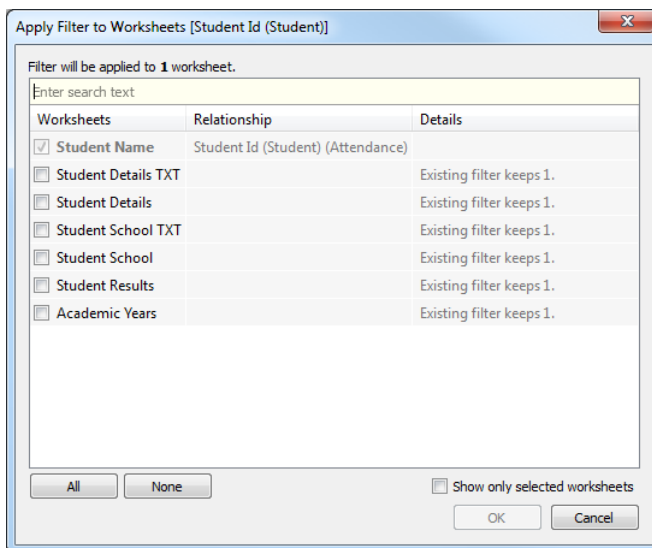 Apply Filter to Worksheets [Student Id (Student)]
Filter will be applied to 1 worksheet.
Enter search text
Worksheets Relationship Details
Student Name Student Id (Student) (Attendance)
Student Details TXT Existing filter keeps 1.
Student Details Existing filter keeps 1.
Student School TXT Existing filter keeps 1.
Student School Existing filter keeps 1.
Student Results Existing filter keeps 1.
Academic Years Existing filter keeps 1.
All None Show only selected worksheets
OK Cancel